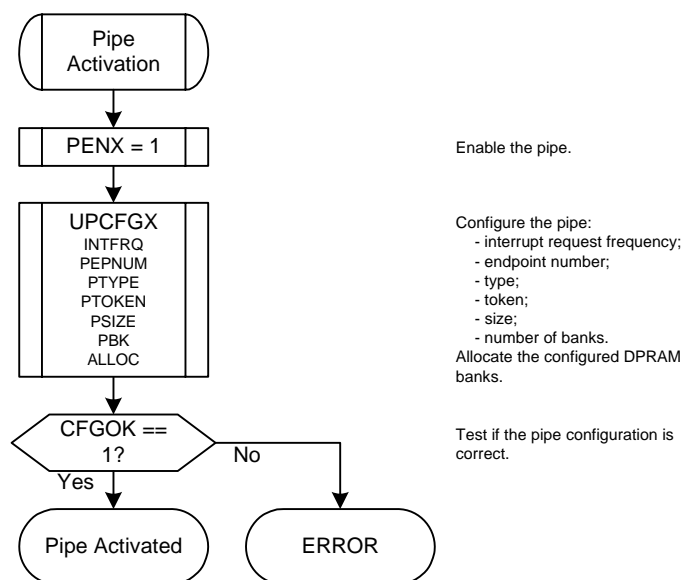 Pipe
Activation
PENX = 1
Enable the pipe.
UPCFGX
INTFRQ
PEPNUM
PTYPE
PTOKEN
PSIZE
PBK
ALLOC
Configure the pipe:
- interrupt request frequency;
- endpoint number;
- type;
- token;
- size;
- number of banks.
Allocate the configured DPRAM
banks.
CFGOK ==
1?
Test if the pipe configuration is
correct.
No
Yes
Pipe Activated
ERROR